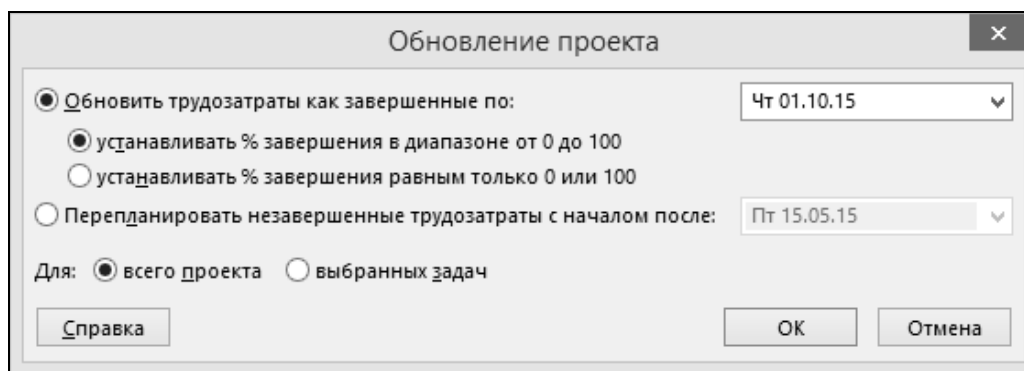 Обновление проекта
Обновить трудозатраты как завершенные по: Чт 01.10.15
устанавливать % завершения в диапазоне от 0 до 100
устанавливать % завершения равным только 0 или 100
Перепланировать незавершенные трудозатраты с началом после: Пт 15.05.15
Для: всего проекта выбранных задач
Справка ОК Отмена